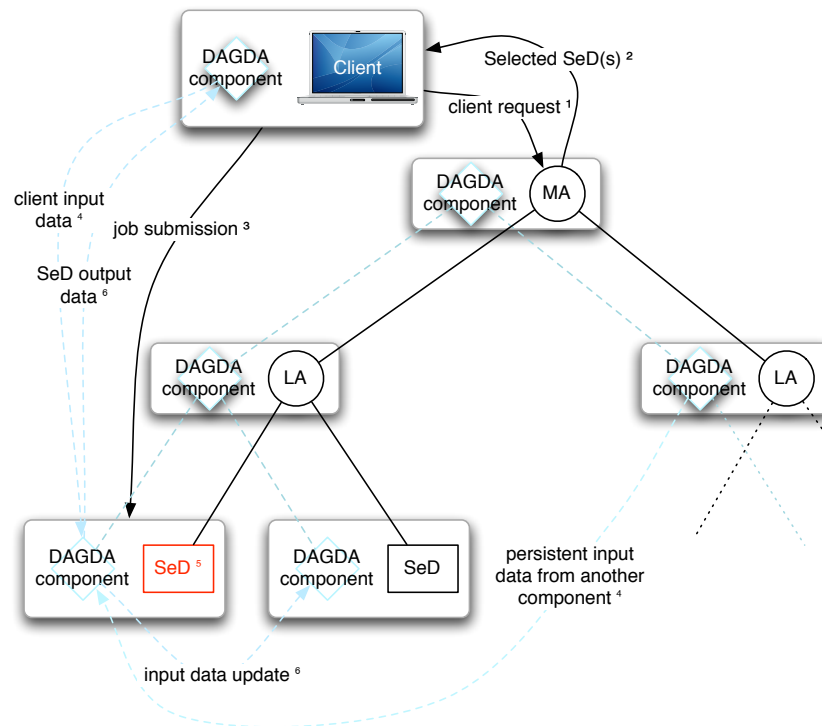 DAGDA
component
Client
Selected SeD(s) ²
client request ¹
DAGDA
component
MA
client input
data ⁴
job submission ³
SeD output
data ⁶
DAGDA
component
LA
DAGDA
component
LA
DAGDA
component
SeD ⁵
DAGDA
component
SeD
persistent input
data from another
component ⁴
input data update ⁶